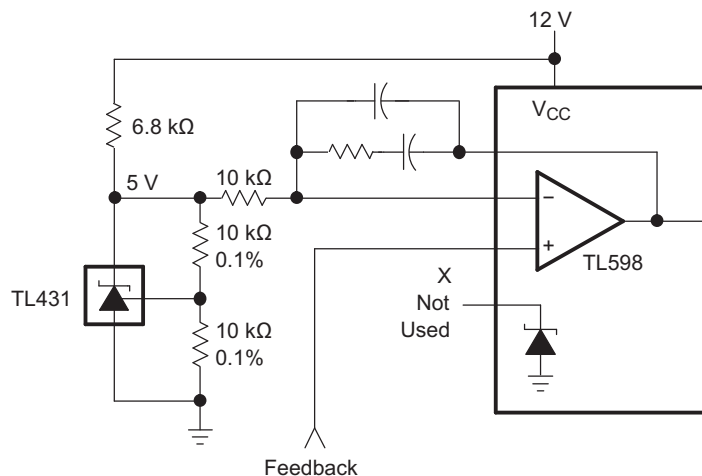 12 V
6.8 kΩ
V_CC
5 V
10 kΩ
10 kΩ
0.1%
−
+
TL598
TL431
X
Not
Used
10 kΩ
0.1%
Feedback